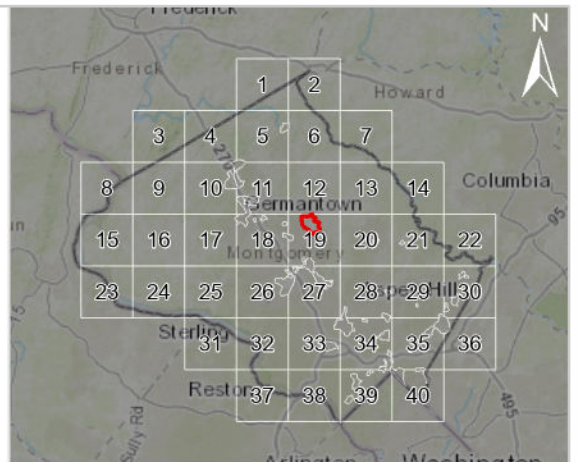 Frederick
N
Frederick
1 2
Howard
3 4 5 6 7
270
8 9 10 11 12 13 14
Columbia
Germantown
95
15 16 17 18 19 20 21 22
Montgomery
23 24 25 26 27 28 29 30
Aspen Hill
15
Sterling
31 32 33 34 35 36
Reston
37 38 39 40
495
Sully Rd
Arlington
Washington